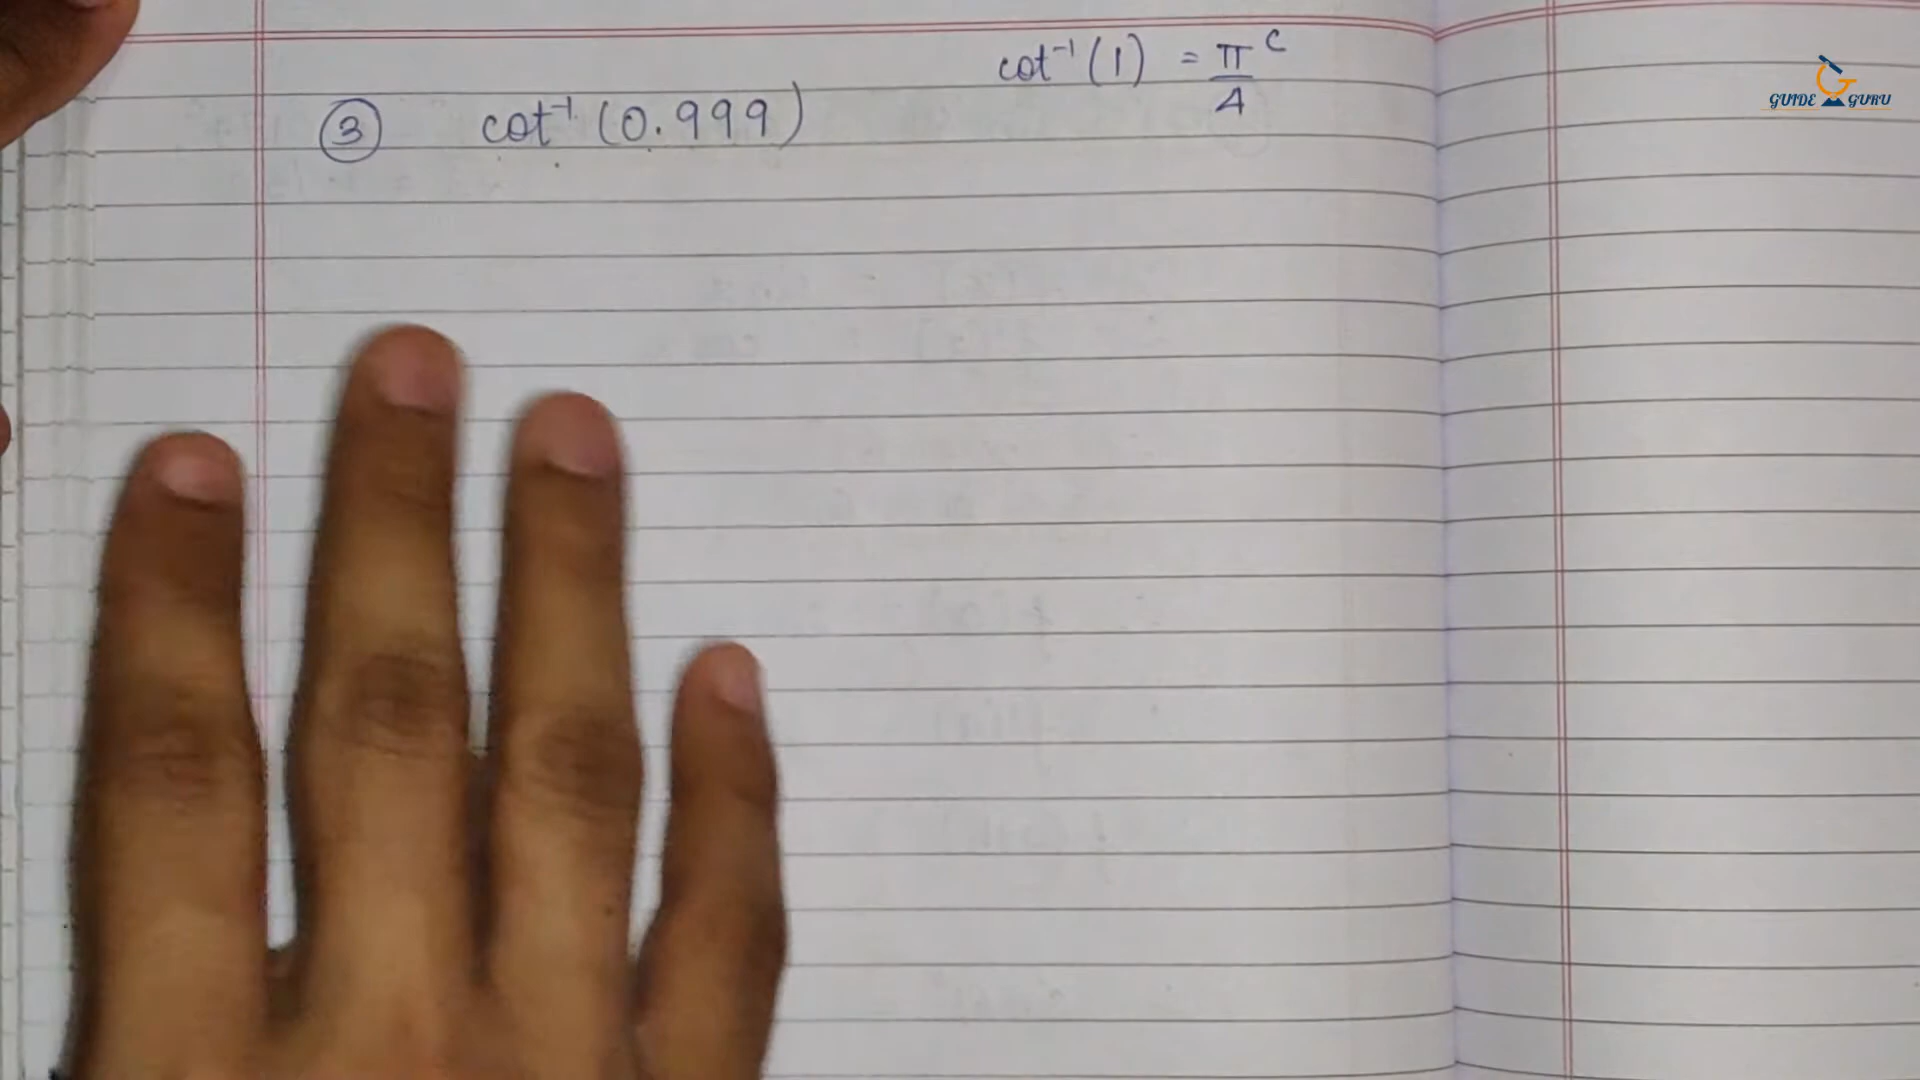 cot⁻¹(1) = π/4 ᶜ
③ cot⁻¹(0.999)
GUIDE GURU